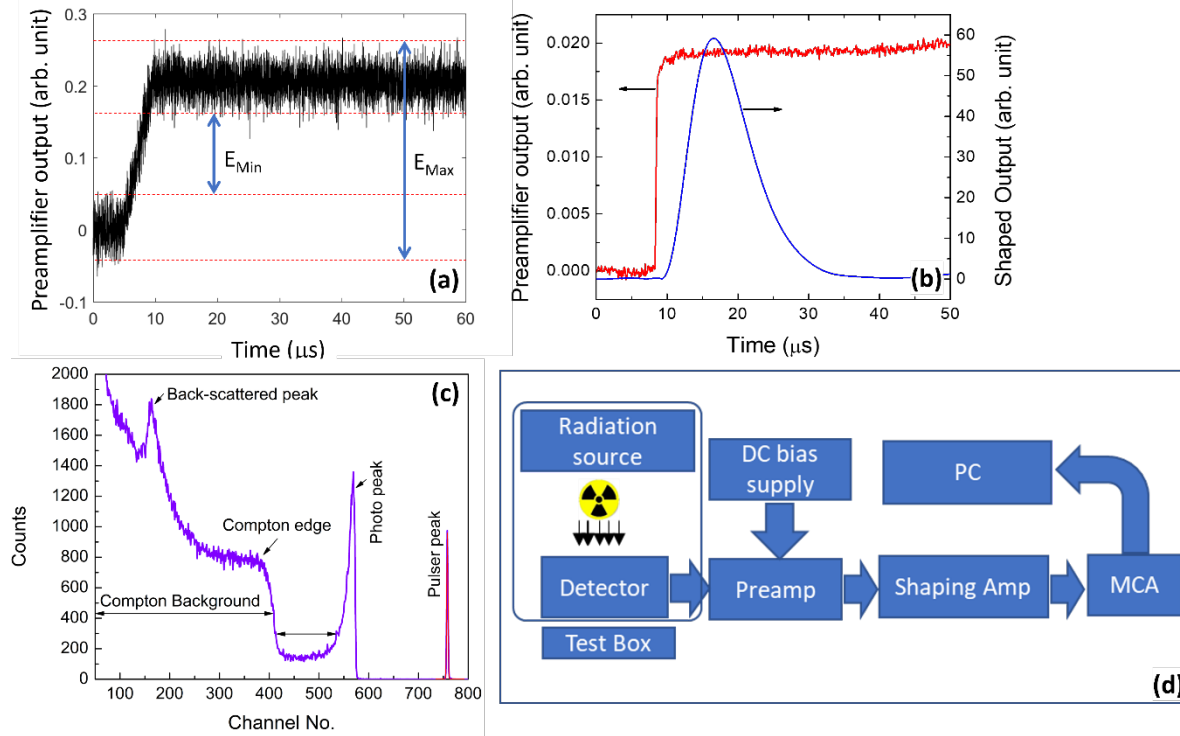 0.3
(a)
0.2
0.1
0
-0.1
Preamplifier output (arb. unit)
E_Min
E_Max
0 10 20 30 40 50 60
Time (μs)
0.020
0.015
0.010
0.005
0.000
Preamplifier output (arb. unit)
60
50
40
30
20
10
0
Shaped Output (arb. unit)
(b)
0 10 20 30 40 50
Time (μs)
2000
1800
1600
1400
1200
1000
800
600
400
200
0
Counts
(c)
Back-scattered peak
Compton edge
Photo peak
Pulser peak
Compton Background
100 200 300 400 500 600 700 800
Channel No.
Radiation
source
DC bias
supply
PC
Detector
Preamp
Shaping Amp
MCA
Test Box
(d)